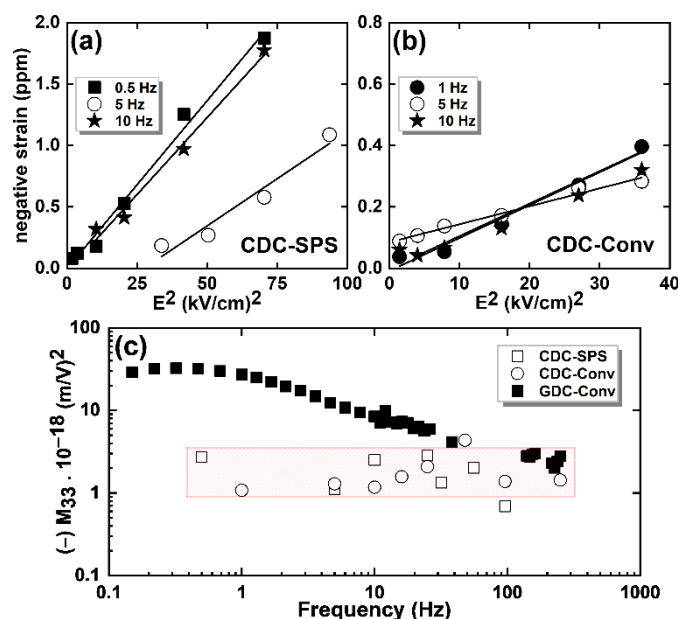 (a)
2.0
1.5
1.0
0.5
0.0
negative strain (ppm)
0.5 Hz
5 Hz
10 Hz
CDC-SPS
0 25 50 75 100
E² (kV/cm)²
(b)
0.8
0.6
0.4
0.2
0.0
1 Hz
5 Hz
10 Hz
CDC-Conv
0 10 20 30 40
E² (kV/cm)²
(c)
100
10
1
0.1
(−) M₃₃ · 10⁻¹⁸ (m/V)²
CDC-SPS
CDC-Conv
GDC-Conv
0.1 1 10 100 1000
Frequency (Hz)